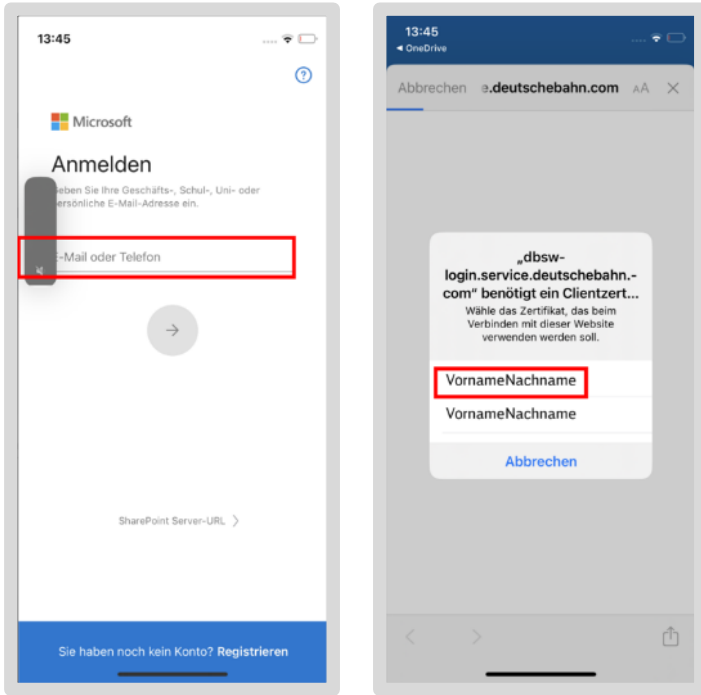 13:45
Microsoft
Anmelden
Geben Sie Ihre Geschäfts-, Schul-, Uni- oder
persönliche E-Mail-Adresse ein.
E-Mail oder Telefon
SharePoint Server-URL
Sie haben noch kein Konto? Registrieren
13:45
OneDrive
Abbrechen
.deutschebahn.com
AA
„dbsw-
login.service.deutschebahn.-
com“ benötigt ein Clientzert...
Wähle das Zertifikat, das beim
Verbinden mit dieser Website
verwenden werden soll.
VornameNachname
VornameNachname
Abbrechen